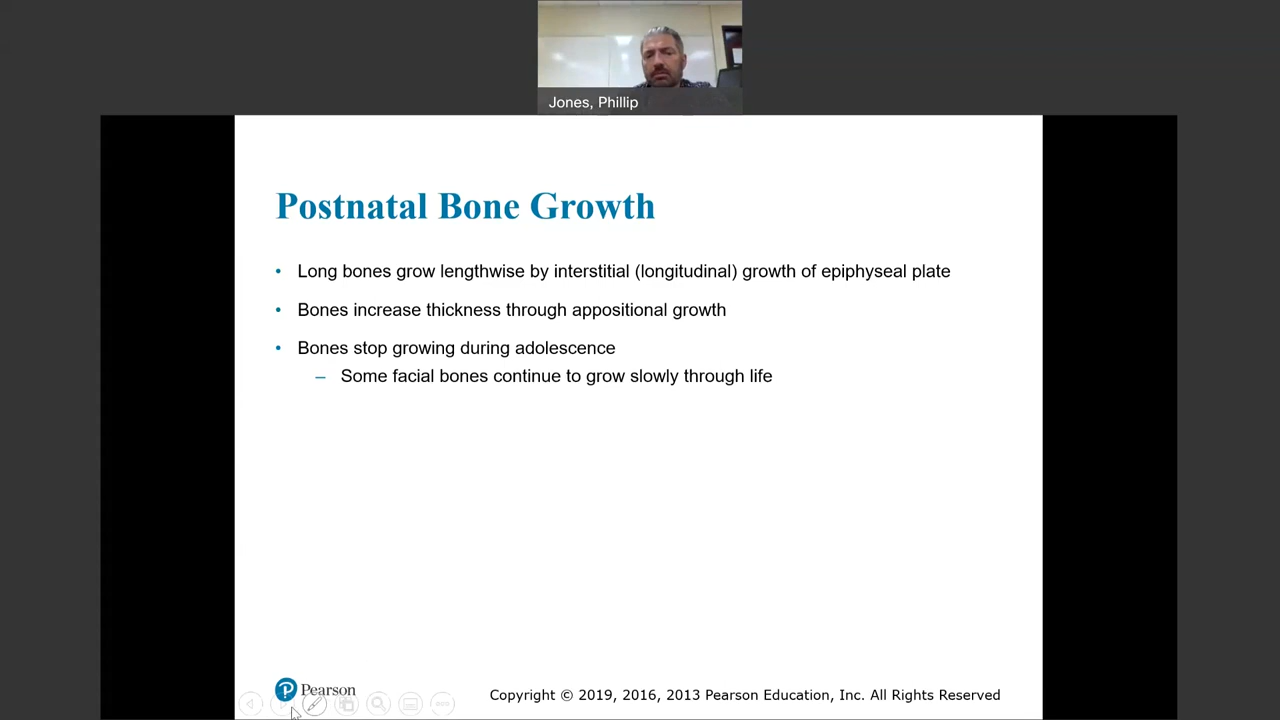 Jones, Phillip
Postnatal Bone Growth
• Long bones grow lengthwise by interstitial (longitudinal) growth of epiphyseal plate
• Bones increase thickness through appositional growth
• Bones stop growing during adolescence
– Some facial bones continue to grow slowly through life
Pearson
Copyright © 2019, 2016, 2013 Pearson Education, Inc. All Rights Reserved